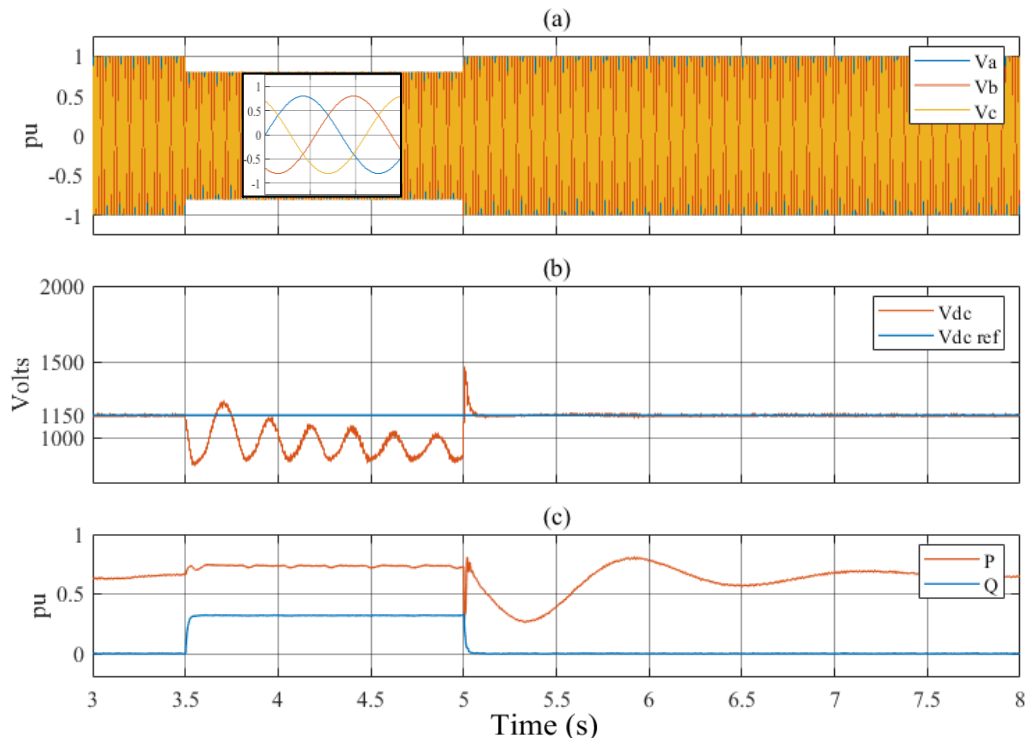 (a)
1
0.5
0
-0.5
-1
pu
1
0.5
0
-0.5
-1
Va
Vb
Vc
(b)
2000
1500
1150
1000
Volts
Vdc
Vdc ref
(c)
1
0.5
0
pu
P
Q
3 3.5 4 4.5 5 5.5 6 6.5 7 7.5 8
Time (s)